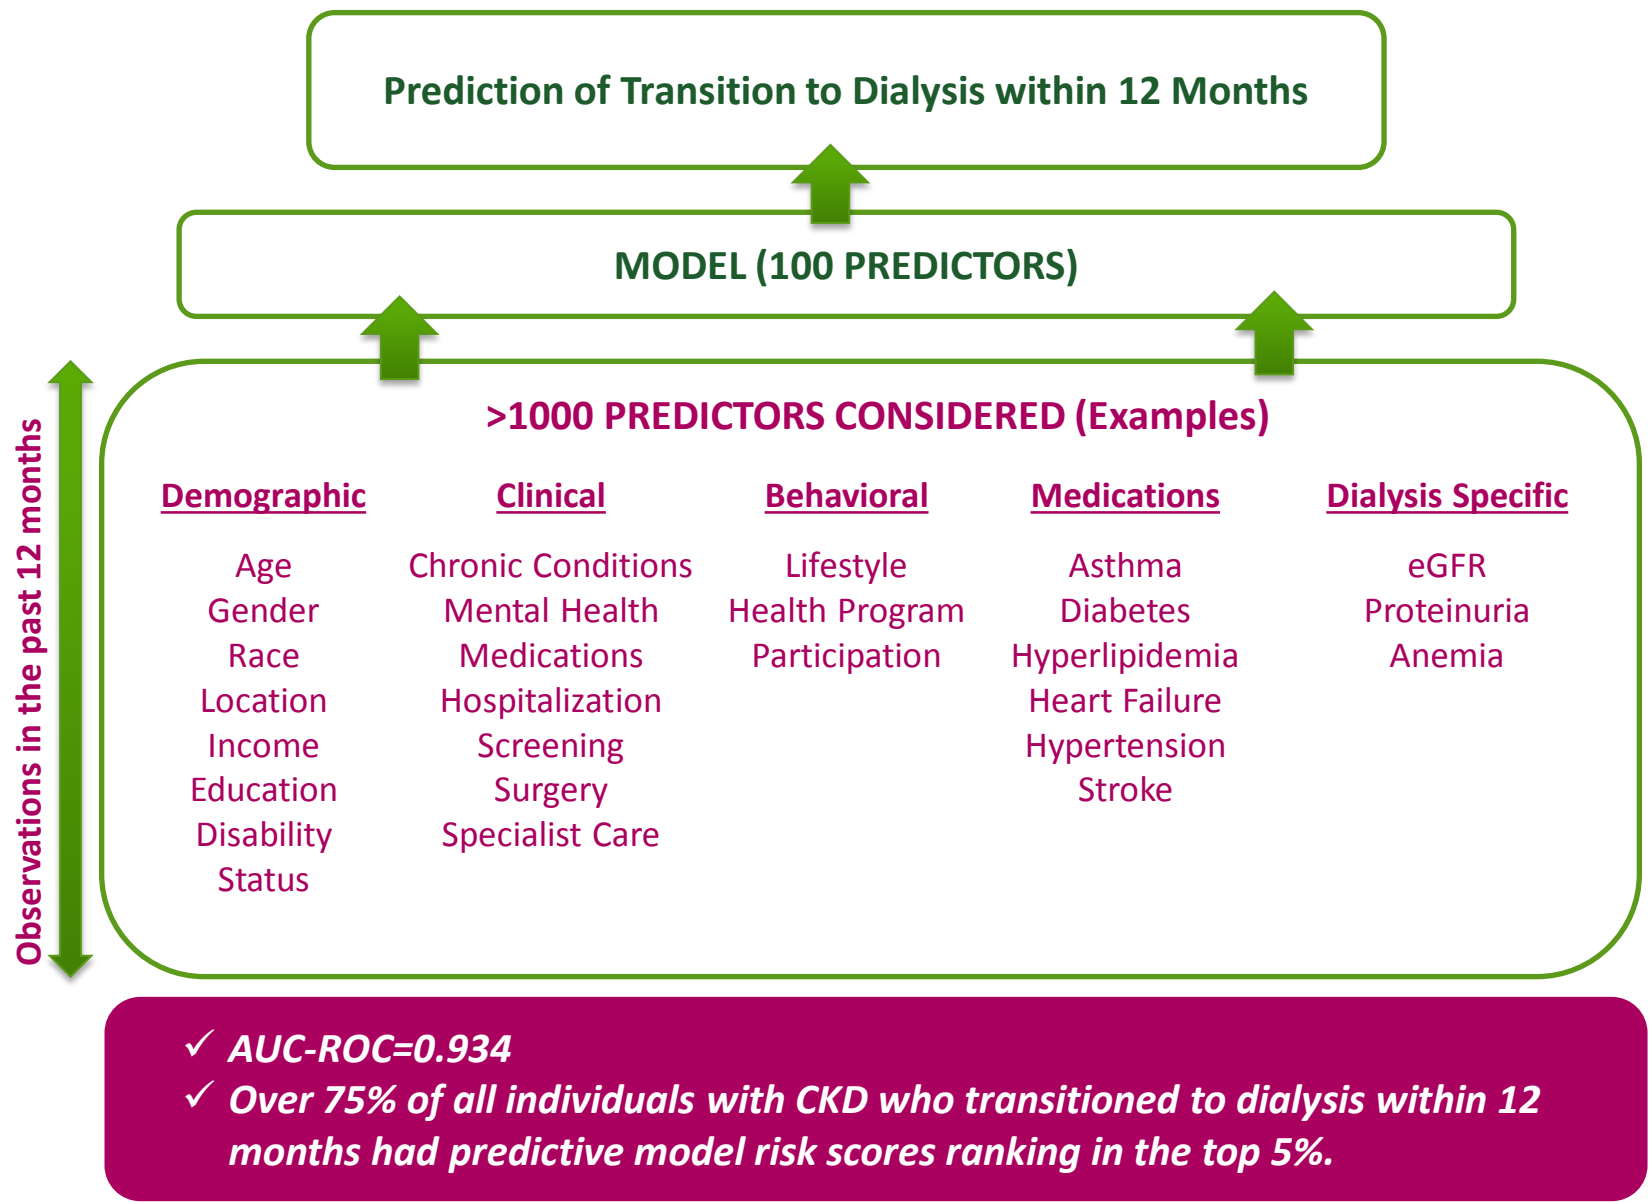 Prediction of Transition to Dialysis within 12 Months
MODEL (100 PREDICTORS)
Observations in the past 12 months
>1000 PREDICTORS CONSIDERED (Examples)
Demographic
Age
Gender
Race
Location
Income
Education
Disability
Status
Clinical
Chronic Conditions
Mental Health
Medications
Hospitalization
Screening
Surgery
Specialist Care
Behavioral
Lifestyle
Health Program
Participation
Medications
Asthma
Diabetes
Hyperlipidemia
Heart Failure
Hypertension
Stroke
Dialysis Specific
eGFR
Proteinuria
Anemia
✓ AUC-ROC=0.934
✓ Over 75% of all individuals with CKD who transitioned to dialysis within 12
months had predictive model risk scores ranking in the top 5%.